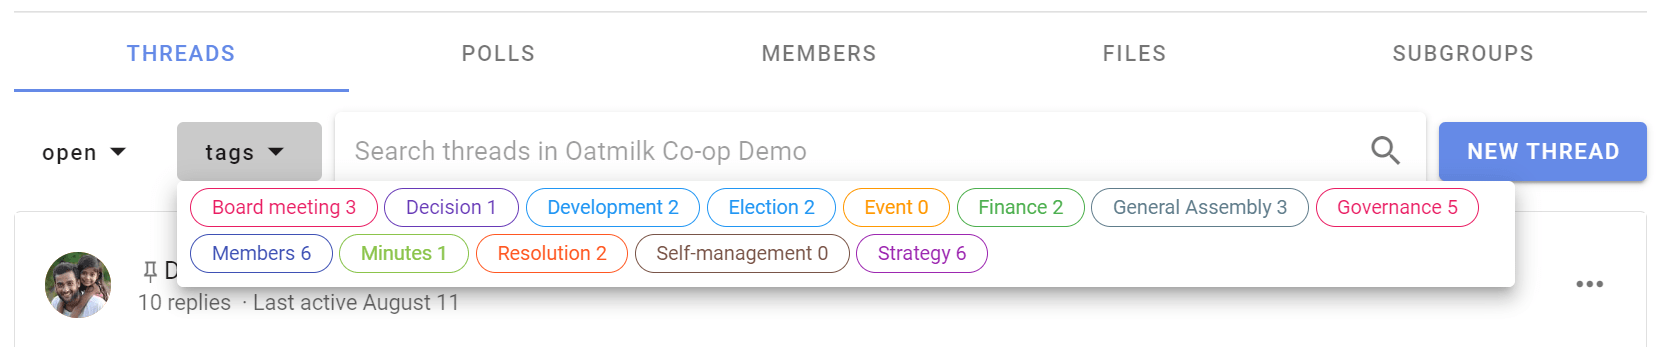 THREADS POLLS MEMBERS FILES SUBGROUPS
open tags Search threads in Oatmilk Co-op Demo NEW THREAD
Board meeting 3 Decision 1 Development 2 Election 2 Event 0 Finance 2 General Assembly 3 Governance 5
Members 6 Minutes 1 Resolution 2 Self-management 0 Strategy 6
10 replies · Last active August 11